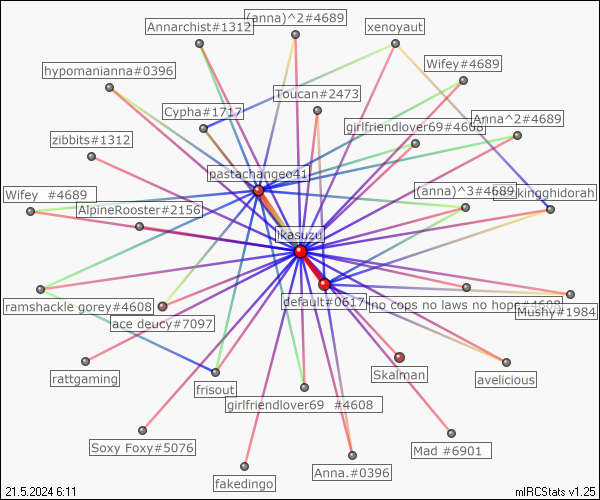 (anna)^2#4689
Annarchist#1312
xenoyaut
Wifey#4689
hypomanianna#0396
Toucan#2473
Cypha#1717
Anna^2#4689
girlfriendlover69#4608
zibbits#1312
pastachangeo41
(anna)^3#4689
kingghidorah
Wifey #4689
AlpineRooster#2156
ikasuzu
default#0617
no cops no laws no hope#4608
ramshackle gorey#4608
Mushy#1984
ace deucy#7097
Skalman
rattgaming
avelicious
frisout
girlfriendlover69 #4608
Soxy Foxy#5076
Mad #6901
Anna.#0396
fakedingo
21.5.2024 6:11
mIRCStats v1.25